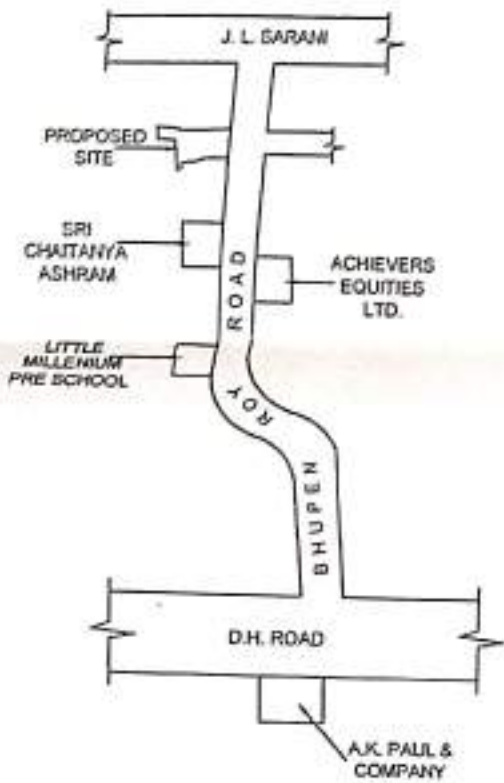 J. L. SARANI
PROPOSED
SITE
SRI
CHAITANYA
ASHRAM
ACHIEVERS
EQUITIES
LTD.
LITTLE
MILLENIUM
PRE SCHOOL
BHUPEN ROY ROAD
D.H. ROAD
A.K. PAUL &
COMPANY